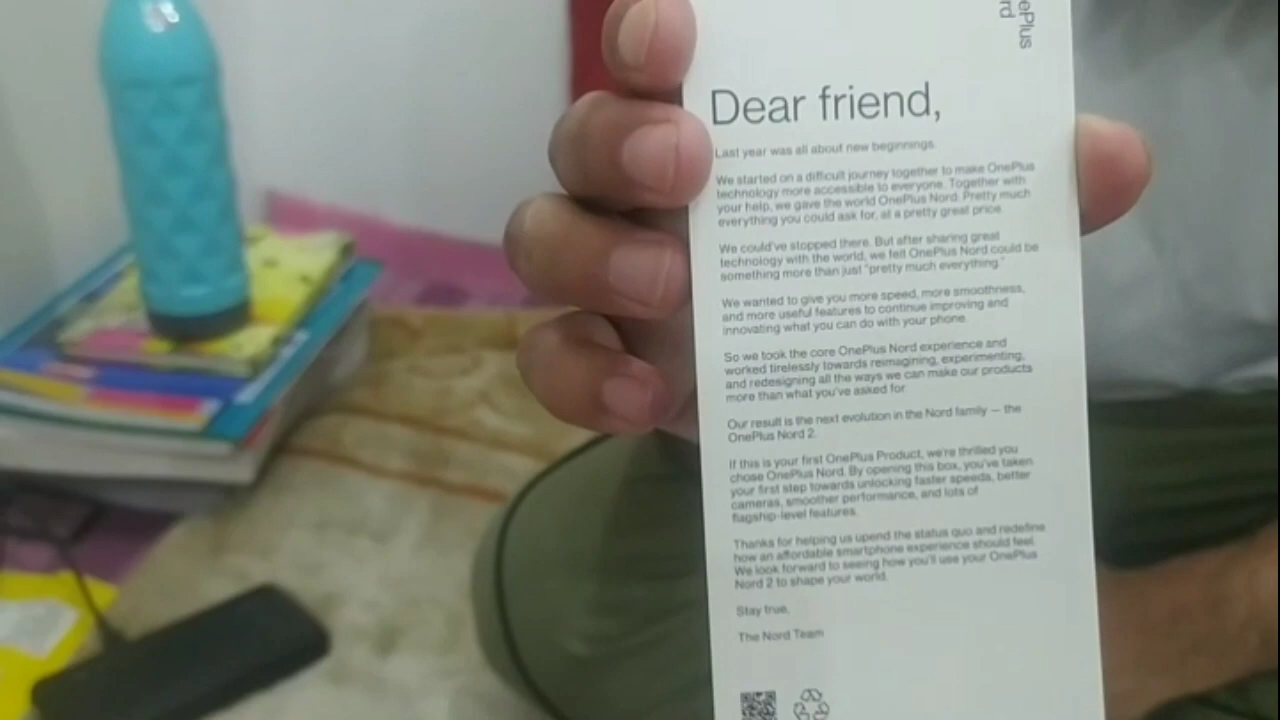 ePlus
rd
Dear friend,
Last year was all about new beginnings.
We started on a difficult journey together to make OnePlus
technology more accessible to everyone. Together with
your help, we gave the world OnePlus Nord. Pretty much
everything you could ask for, at a pretty great price.
We could've stopped there. But after sharing great
technology with the world, we felt OnePlus Nord could be
something more than just "pretty much everything."
We wanted to give you more speed, more smoothness,
and more useful features to continue improving and
innovating what you can do with your phone.
So we took the core OnePlus Nord experience and
worked tirelessly towards reimagining, experimenting,
and redesigning all the ways we can make our products
more than what you've asked for.
Our result is the next evolution in the Nord family — the
OnePlus Nord 2.
If this is your first OnePlus Product, we're thrilled you
chose OnePlus Nord. By opening this box, you've taken
your first step towards unlocking faster speeds, better
cameras, smoother performance, and lots of
flagship-level features.
Thanks for helping us upend the status quo and redefine
how an affordable smartphone experience should feel.
We look forward to seeing how you'll use your OnePlus
Nord 2 to shape your world.
Stay true,
The Nord Team